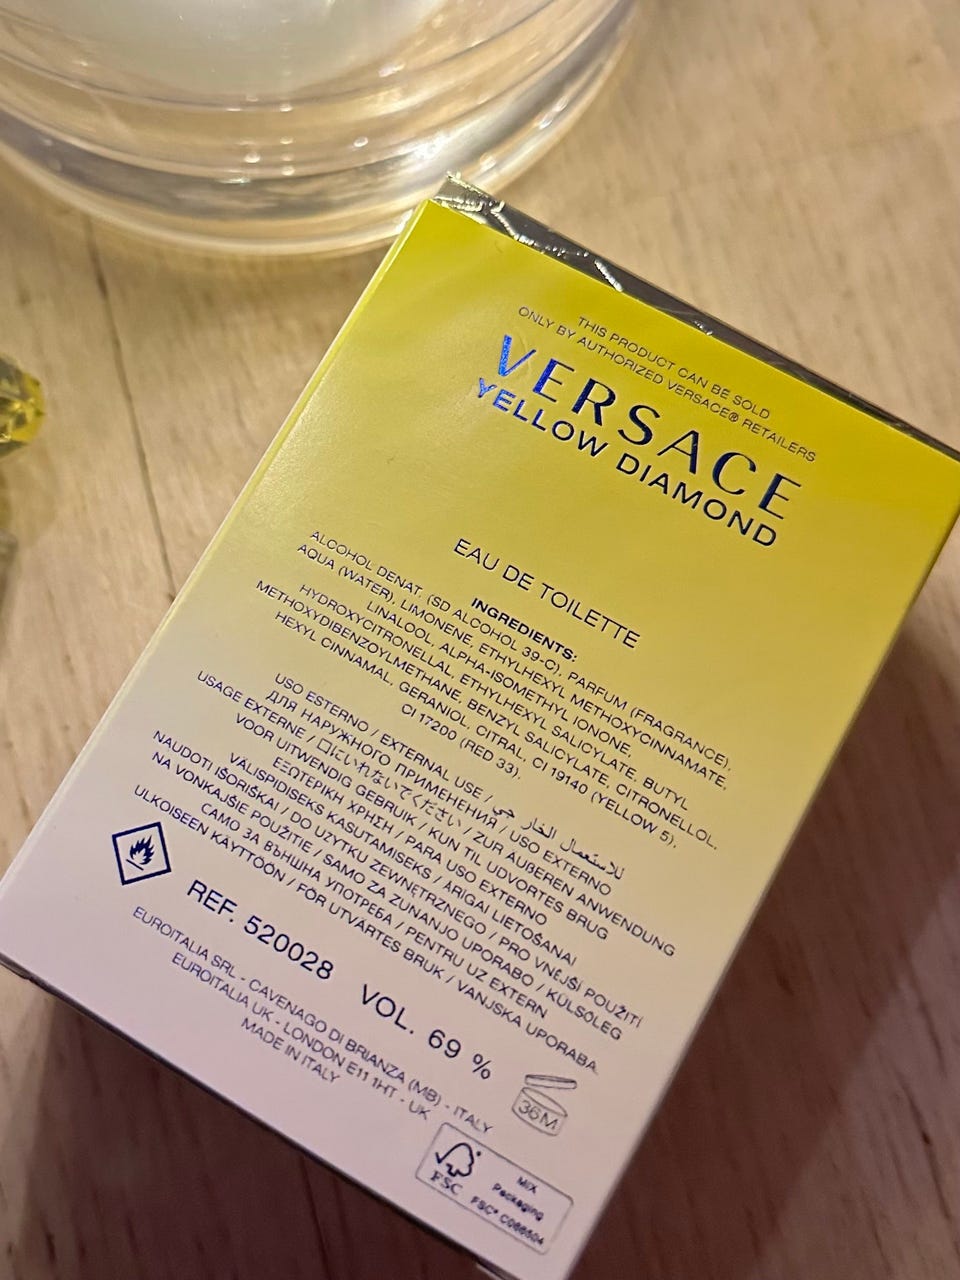 THIS PRODUCT CAN BE SOLD
ONLY BY AUTHORIZED VERSACE® RETAILERS
VERSACE
YELLOW DIAMOND
EAU DE TOILETTE
INGREDIENTS:
ALCOHOL DENAT. (SD ALCOHOL 39-C), PARFUM (FRAGRANCE),
AQUA (WATER), LIMONENE, ETHYLHEXYL METHOXYCINNAMATE,
LINALOOL, ALPHA-ISOMETHYL IONONE,
HYDROXYCITRONELLAL, ETHYLHEXYL SALICYLATE, BUTYL
METHOXYDIBENZOYLMETHANE, BENZYL SALICYLATE, CITRONELLOL,
HEXYL CINNAMAL, GERANIOL, CITRAL, CI 19140 (YELLOW 5),
CI 17200 (RED 33).
USO ESTERNO / EXTERNAL USE / للاستعمال الخارجي
ДЛЯ НАРУЖНОГО ПРИМЕНЕНИЯ / USO EXTERNO
USAGE EXTERNE / 口にいれないでください / ZUR ÄUßEREN ANWENDUNG
VOOR UITWENDIG GEBRUIK / KUN TIL UDVORTES BRUG
ΕΞΩΤΕΡΙΚΗ ΧΡΗΣΗ / PARA USO EXTERNO
VÄLISPIDISEKS KASUTAMISEKS / ĀRĪGAI LIETOŠANAI
NAUDOTI IŠORIŠKAI / DO UŻYTKU ZEWNĘTRZNEGO / PRO VNĚJŠÍ POUŽITÍ
NA VONKAJŠIE POUŽITIE / SAMO ZA ZUNANJO UPORABO / KÜLSŐLEG
САМО ЗА ВЪНШНА УПОТРЕБА / PENTRU UZ EXTERN
ULKOISEEN KÄYTTÖÖN / FÖR UTVÄRTES BRUK / VANJSKA UPORABA.
REF. 520028 VOL. 69 %
EUROITALIA SRL - CAVENAGO DI BRIANZA (MB) - ITALY
EUROITALIA UK - LONDON E11 1HT - UK
MADE IN ITALY
36M
FSC
MIX
Packaging
FSC® C086504